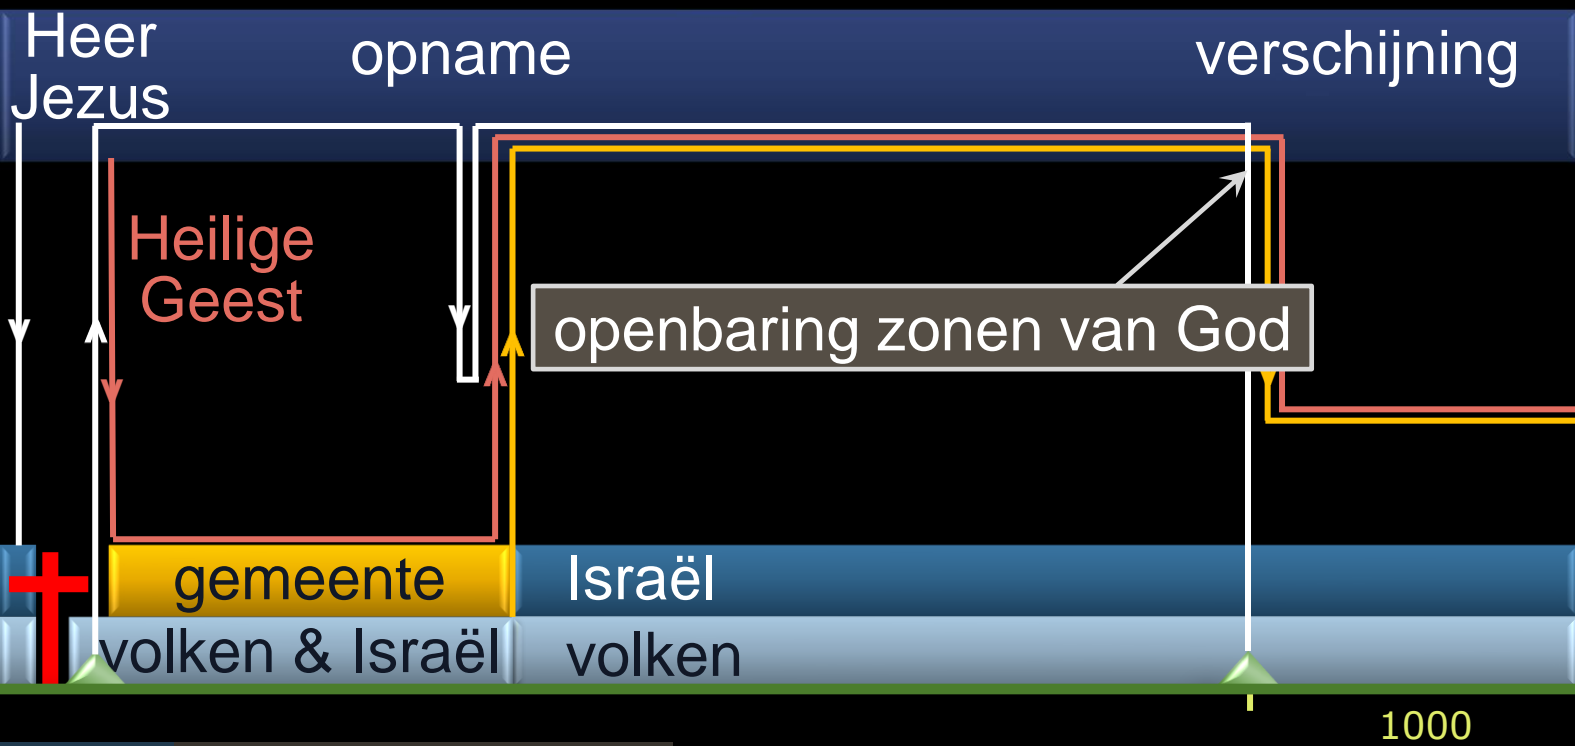 Heer
Jezus
opname
verschijning
Heilige
Geest
openbaring zonen van God
gemeente
Israël
volken & Israël
volken
1000